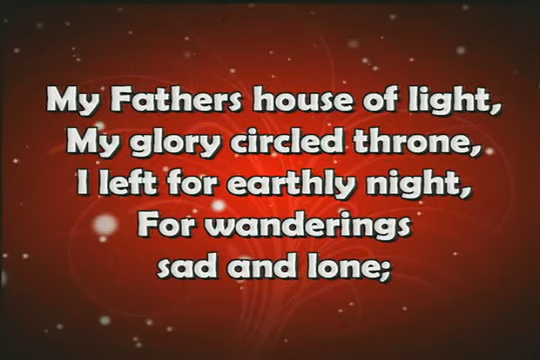 My Fathers house of light,
My glory circled throne,
I left for earthly night,
For wanderings
sad and lone;